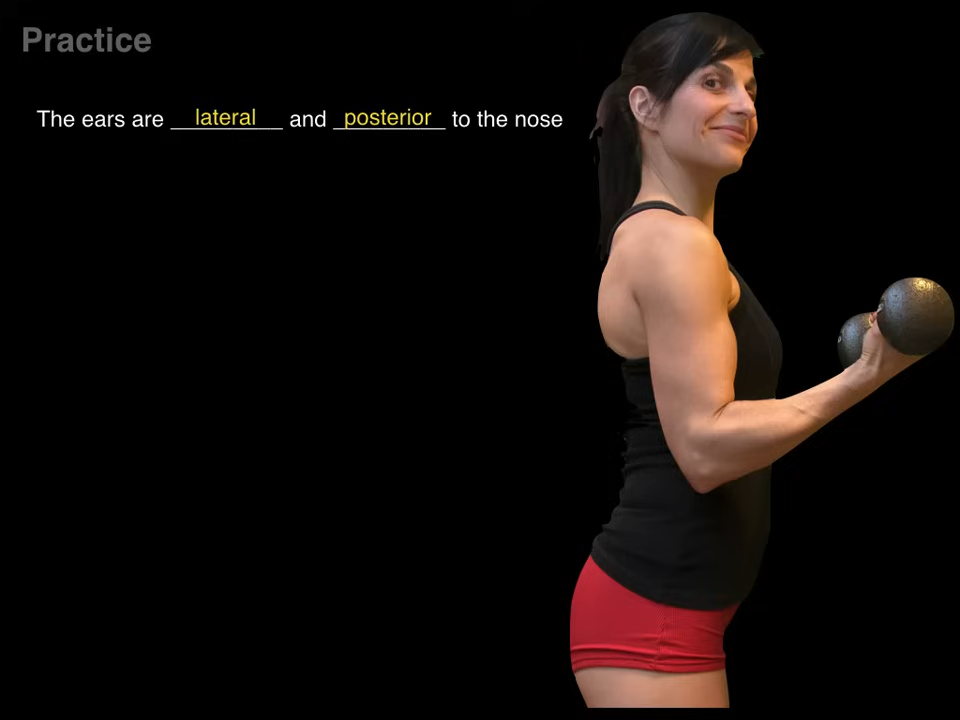 Practice
The ears are lateral and posterior to the nose